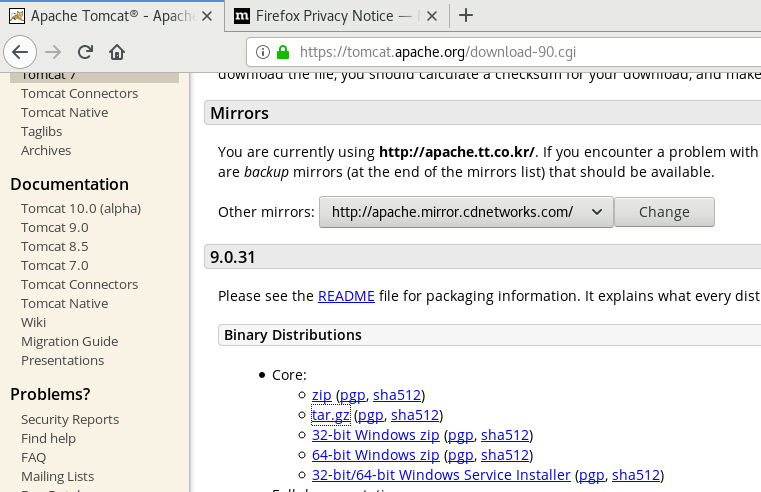 Apache Tomcat® - Apache
Firefox Privacy Notice —
https://tomcat.apache.org/download-90.cgi
Tomcat 7
Tomcat Connectors
Tomcat Native
Taglibs
Archives
Documentation
Tomcat 10.0 (alpha)
Tomcat 9.0
Tomcat 8.5
Tomcat 7.0
Tomcat Connectors
Tomcat Native
Wiki
Migration Guide
Presentations
Problems?
Security Reports
Find help
FAQ
Mailing Lists
download the file, you should calculate a checksum for your download, and make
Mirrors
You are currently using http://apache.tt.co.kr/. If you encounter a problem with
are backup mirrors (at the end of the mirrors list) that should be available.
Other mirrors: http://apache.mirror.cdnetworks.com/ Change
9.0.31
Please see the README file for packaging information. It explains what every dist
Binary Distributions
Core:
zip (pgp, sha512)
tar.gz (pgp, sha512)
32-bit Windows zip (pgp, sha512)
64-bit Windows zip (pgp, sha512)
32-bit/64-bit Windows Service Installer (pgp, sha512)